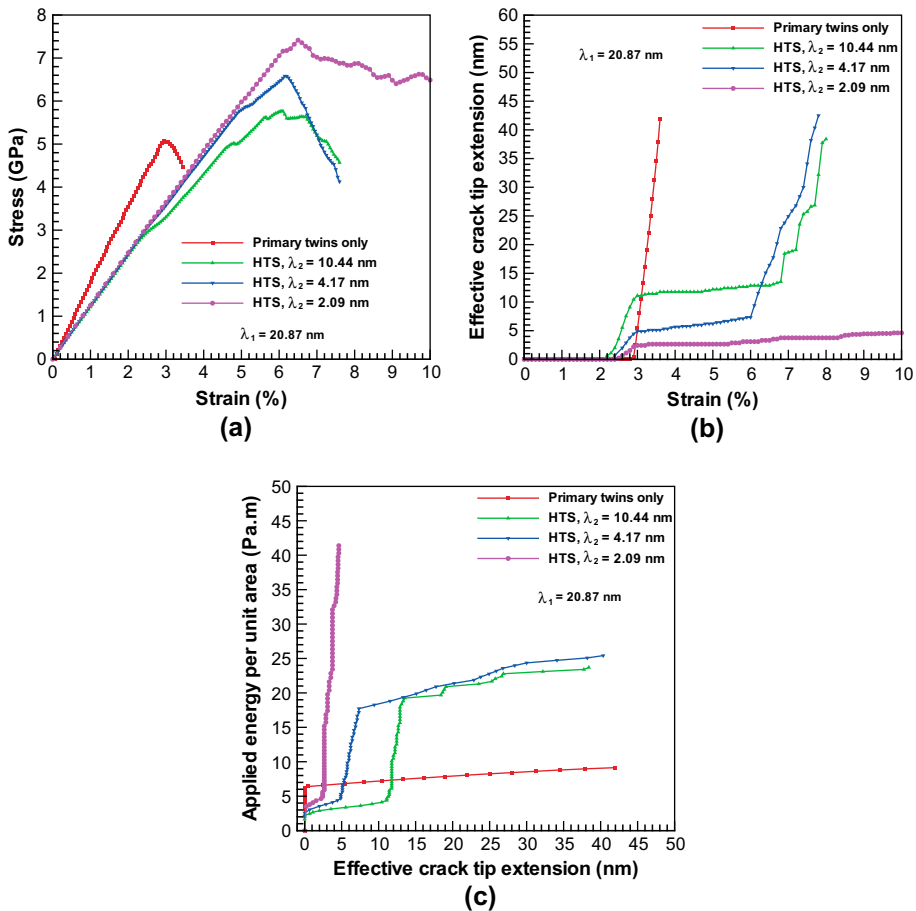 8
7
6
5
4
3
2
1
0
Stress (GPa)
0 1 2 3 4 5 6 7 8 9 10
Strain (%)
Primary twins only
HTS, λ₂ = 10.44 nm
HTS, λ₂ = 4.17 nm
HTS, λ₂ = 2.09 nm
λ₁ = 20.87 nm
(a)
60
55
50
45
40
35
30
25
20
15
10
5
0
Effective crack tip extension (nm)
0 1 2 3 4 5 6 7 8 9 10
Strain (%)
Primary twins only
HTS, λ₂ = 10.44 nm
HTS, λ₂ = 4.17 nm
HTS, λ₂ = 2.09 nm
λ₁ = 20.87 nm
(b)
50
45
40
35
30
25
20
15
10
5
0
Applied energy per unit area (Pa.m)
0 5 10 15 20 25 30 35 40 45 50
Effective crack tip extension (nm)
Primary twins only
HTS, λ₂ = 10.44 nm
HTS, λ₂ = 4.17 nm
HTS, λ₂ = 2.09 nm
λ₁ = 20.87 nm
(c)